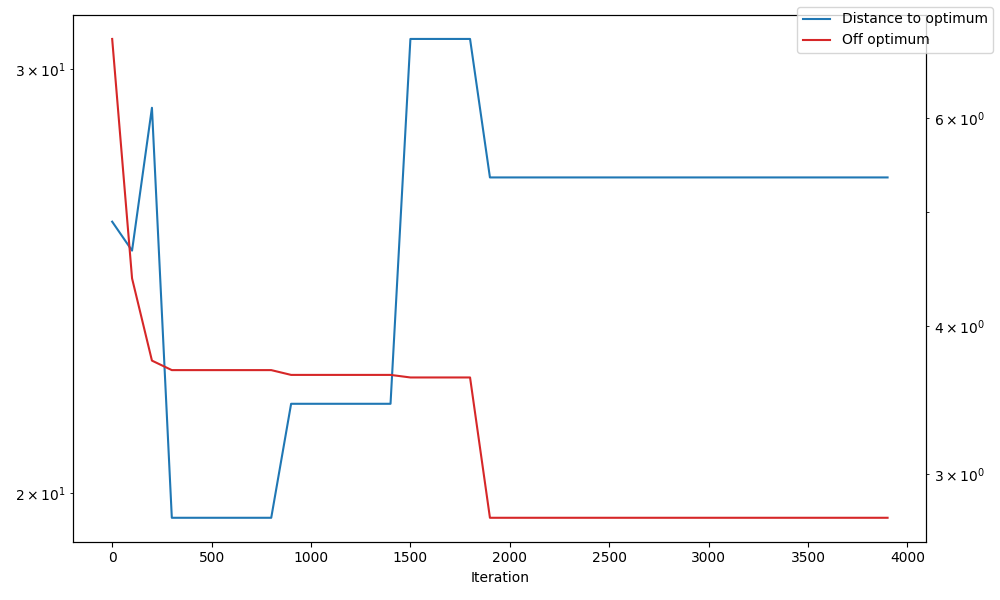 Distance to optimum
Off optimum
3 × 10¹
2 × 10¹
6 × 10⁰
4 × 10⁰
3 × 10⁰
0 500 1000 1500 2000 2500 3000 3500 4000
Iteration